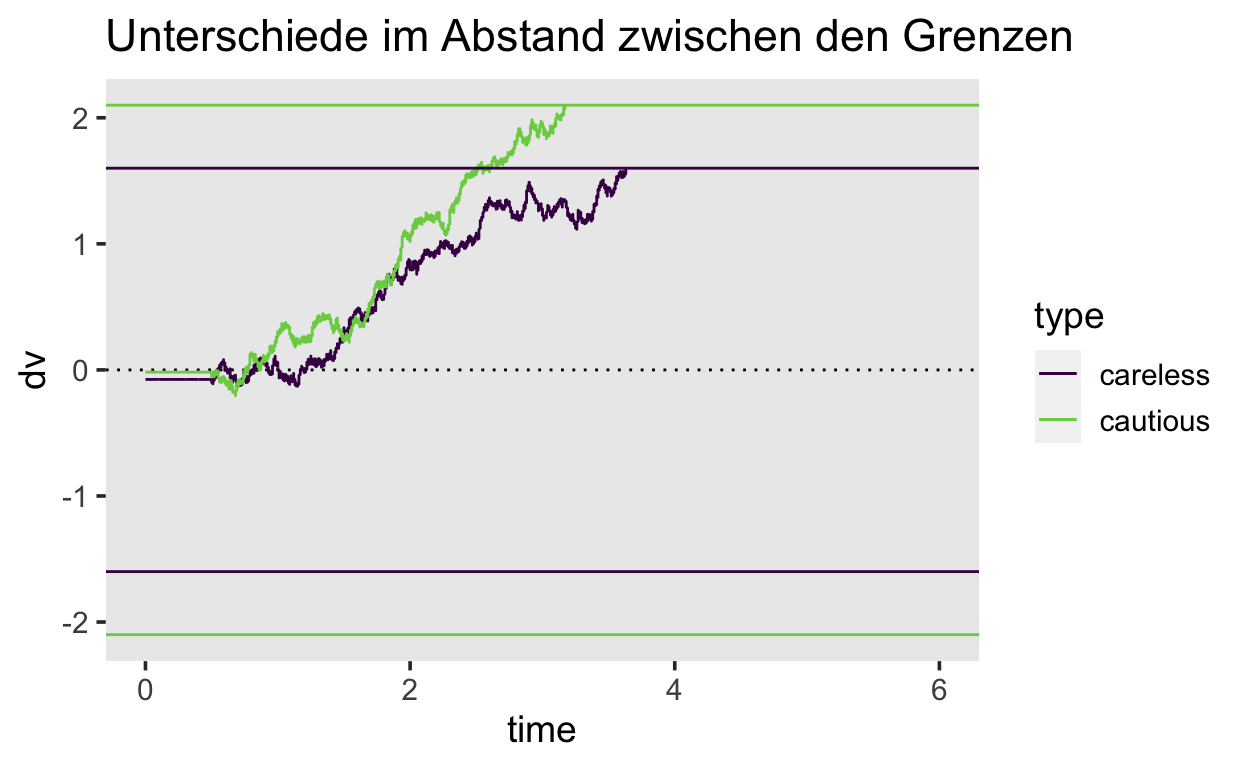 Unterschiede im Abstand zwischen den Grenzen
2
1
0
-1
-2
dv
0 2 4 6
time
type
careless
cautious